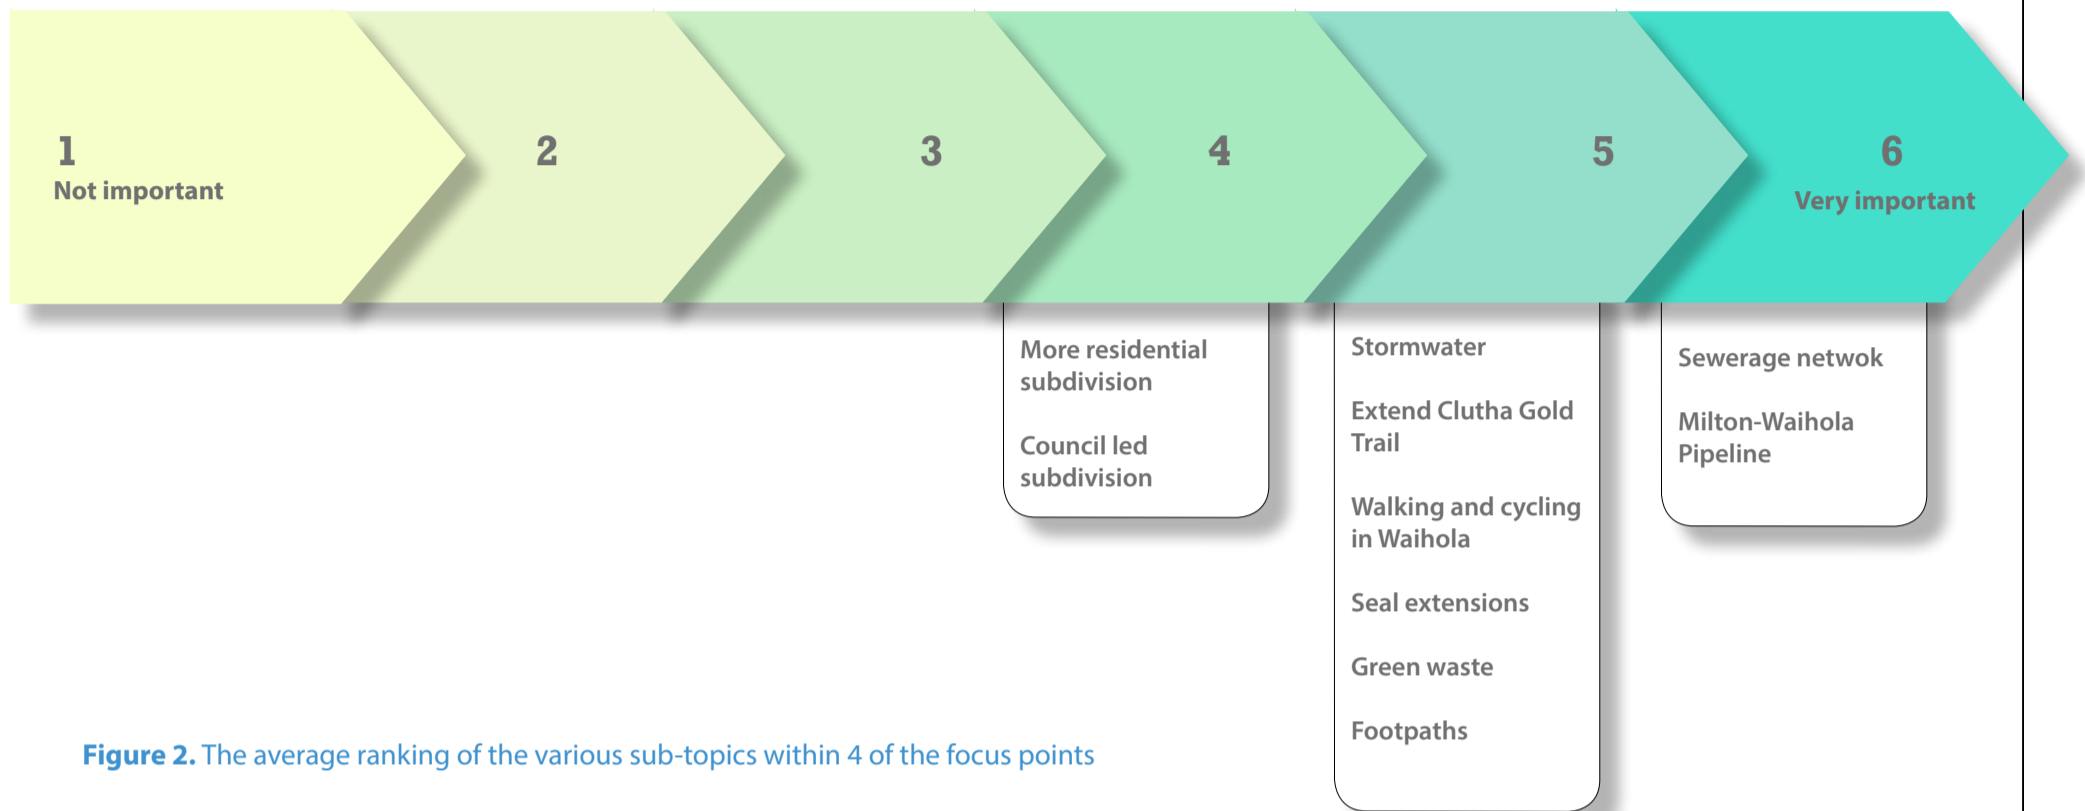 1
Not important
2
3
4
5
6
Very important
More residential
subdivision
Council led
subdivision
Stormwater
Extend Clutha Gold
Trail
Walking and cycling
in Waihola
Seal extensions
Green waste
Footpaths
Sewerage netwok
Milton-Waihola
Pipeline
Figure 2. The average ranking of the various sub-topics within 4 of the focus points